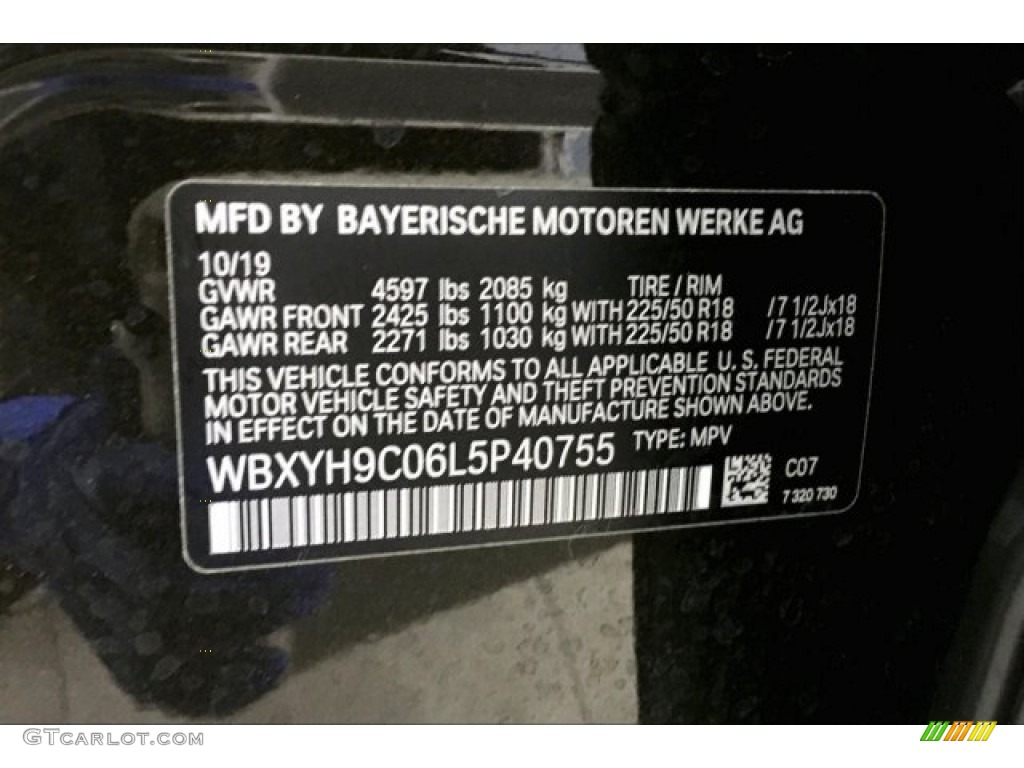 MFD BY BAYERISCHE MOTOREN WERKE AG
10/19
GVWR 4597 lbs 2085 kg TIRE / RIM
GAWR FRONT 2425 lbs 1100 kg WITH 225/50 R18 /7 1/2Jx18
GAWR REAR 2271 lbs 1030 kg WITH 225/50 R18 /7 1/2Jx18
THIS VEHICLE CONFORMS TO ALL APPLICABLE U. S. FEDERAL
MOTOR VEHICLE SAFETY AND THEFT PREVENTION STANDARDS
IN EFFECT ON THE DATE OF MANUFACTURE SHOWN ABOVE.
WBXYH9C06L5P40755 TYPE: MPV
C07
7 320 730
GTCarlot.com